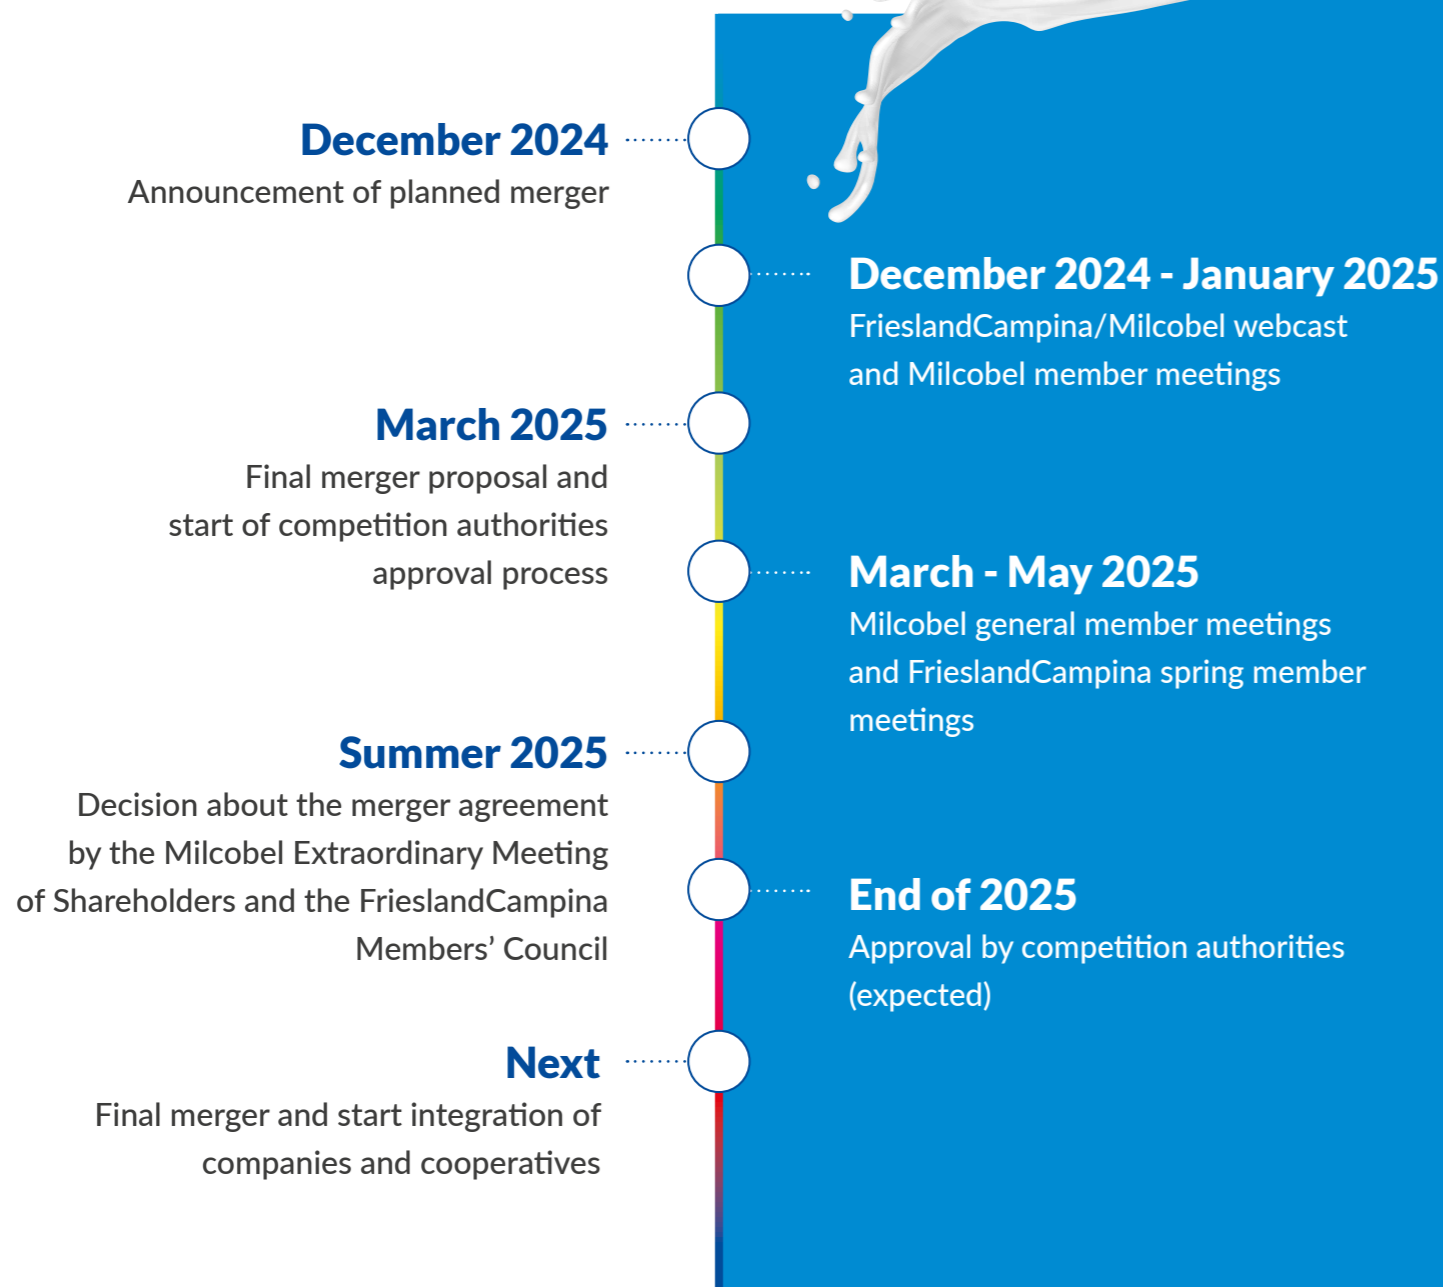 December 2024
Announcement of planned merger
December 2024 - January 2025
FrieslandCampina/Milcobel webcast
and Milcobel member meetings
March 2025
Final merger proposal and
start of competition authorities
approval process
March - May 2025
Milcobel general member meetings
and FrieslandCampina spring member
meetings
Summer 2025
Decision about the merger agreement
by the Milcobel Extraordinary Meeting
of Shareholders and the FrieslandCampina
Members’ Council
End of 2025
Approval by competition authorities
(expected)
Next
Final merger and start integration of
companies and cooperatives